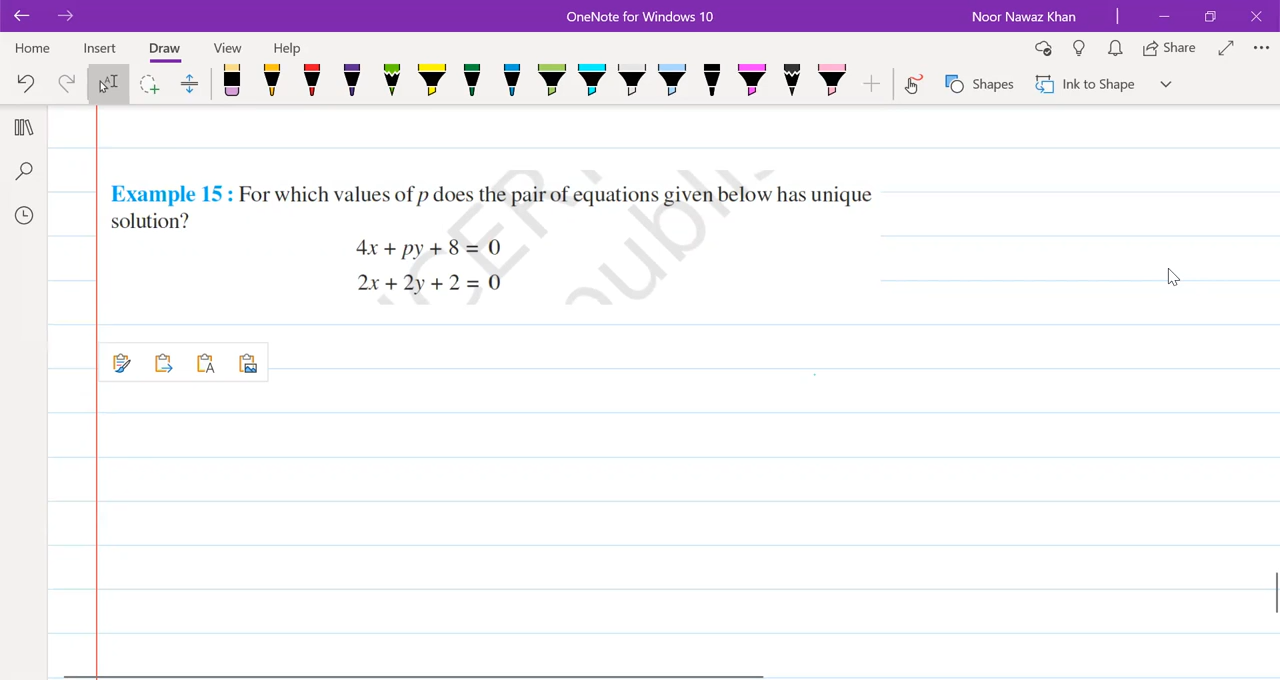 OneNote for Windows 10
Noor Nawaz Khan
Home Insert Draw View Help
Share
Shapes
Ink to Shape
Example 15 : For which values of p does the pair of equations given below has unique
solution?
4x + py + 8 = 0
2x + 2y + 2 = 0